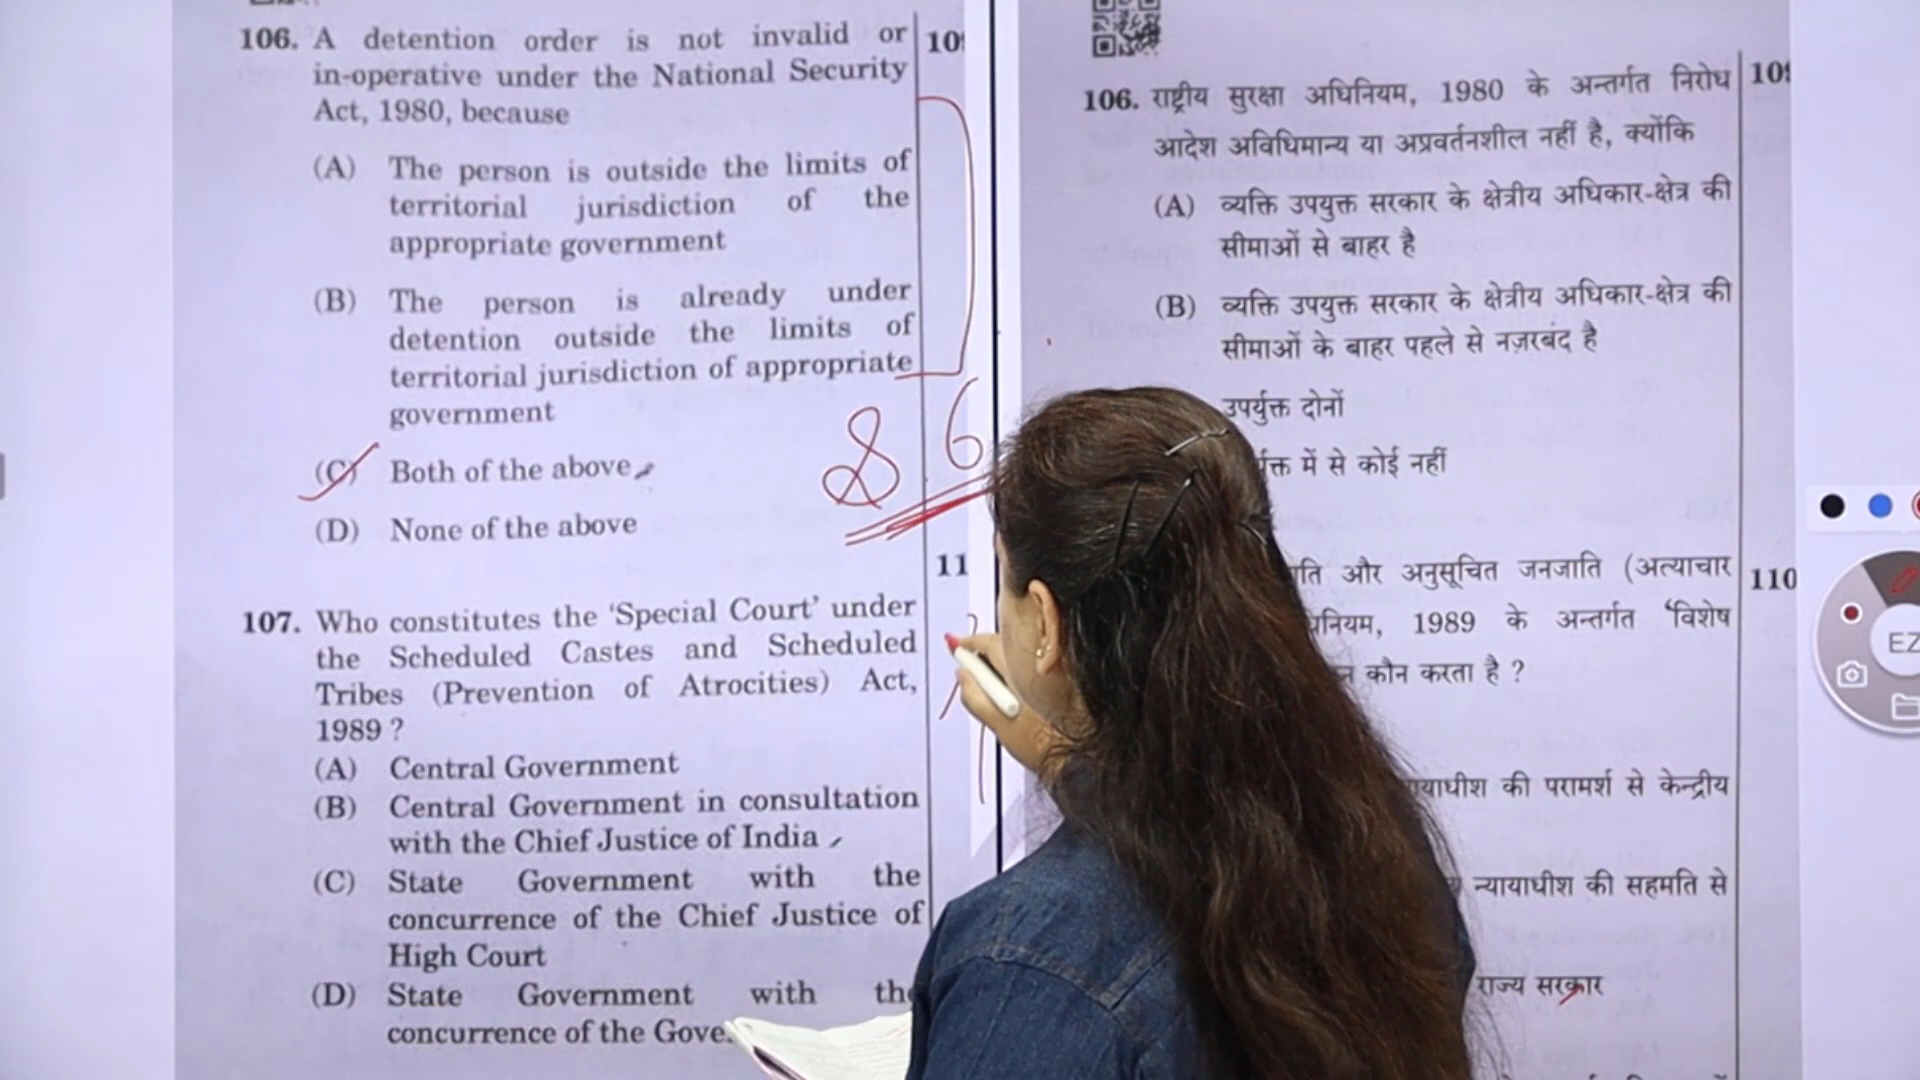 106. A detention order is not invalid or
in-operative under the National Security
Act, 1980, because
(A) The person is outside the limits of
territorial jurisdiction of the
appropriate government
(B) The person is already under
detention outside the limits of
territorial jurisdiction of appropriate
government
(C) Both of the above
(D) None of the above
S 6
107. Who constitutes the ‘Special Court’ under
the Scheduled Castes and Scheduled
Tribes (Prevention of Atrocities) Act,
1989 ?
(A) Central Government
(B) Central Government in consultation
with the Chief Justice of India
(C) State Government with the
concurrence of the Chief Justice of
High Court
(D) State Government with the
concurrence of the
10
11
106. राष्ट्रीय सुरक्षा अधिनियम, 1980 के अन्तर्गत निरोध
आदेश अविधिमान्य या अप्रवर्तनशील नहीं है, क्योंकि
(A) व्यक्ति उपयुक्त सरकार के क्षेत्रीय अधिकार-क्षेत्र की
सीमाओं से बाहर है
(B) व्यक्ति उपयुक्त सरकार के क्षेत्रीय अधिकार-क्षेत्र की
सीमाओं के बाहर पहले से नज़रबंद है
उपर्युक्त दोनों
में से कोई नहीं
और अनुसूचित जनजाति (अत्याचार
1989 के अन्तर्गत ‘विशेष
कौन करता है ?
की परामर्श से केन्द्रीय
न्यायाधीश की सहमति से
राज्य सरकार
10
110
EZ